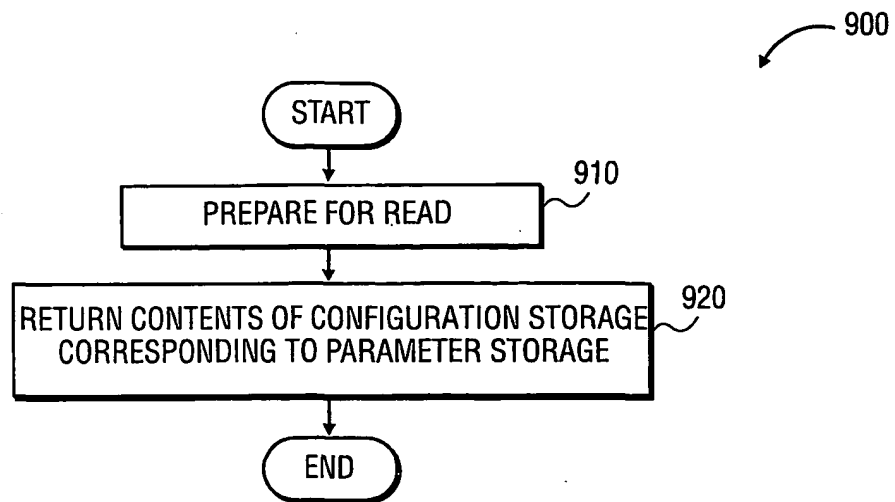 900
START
910
PREPARE FOR READ
920
RETURN CONTENTS OF CONFIGURATION STORAGE
CORRESPONDING TO PARAMETER STORAGE
END